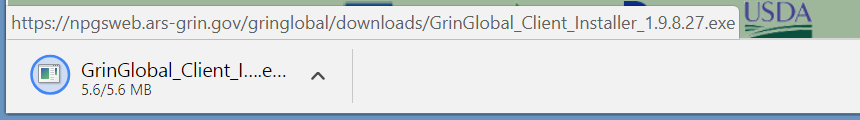 https://npgsweb.ars-grin.gov/gringlobal/downloads/GrinGlobal_Client_Installer_1.9.8.27.exe
USDA
GrinGlobal_Client_I....e...
5.6/5.6 MB